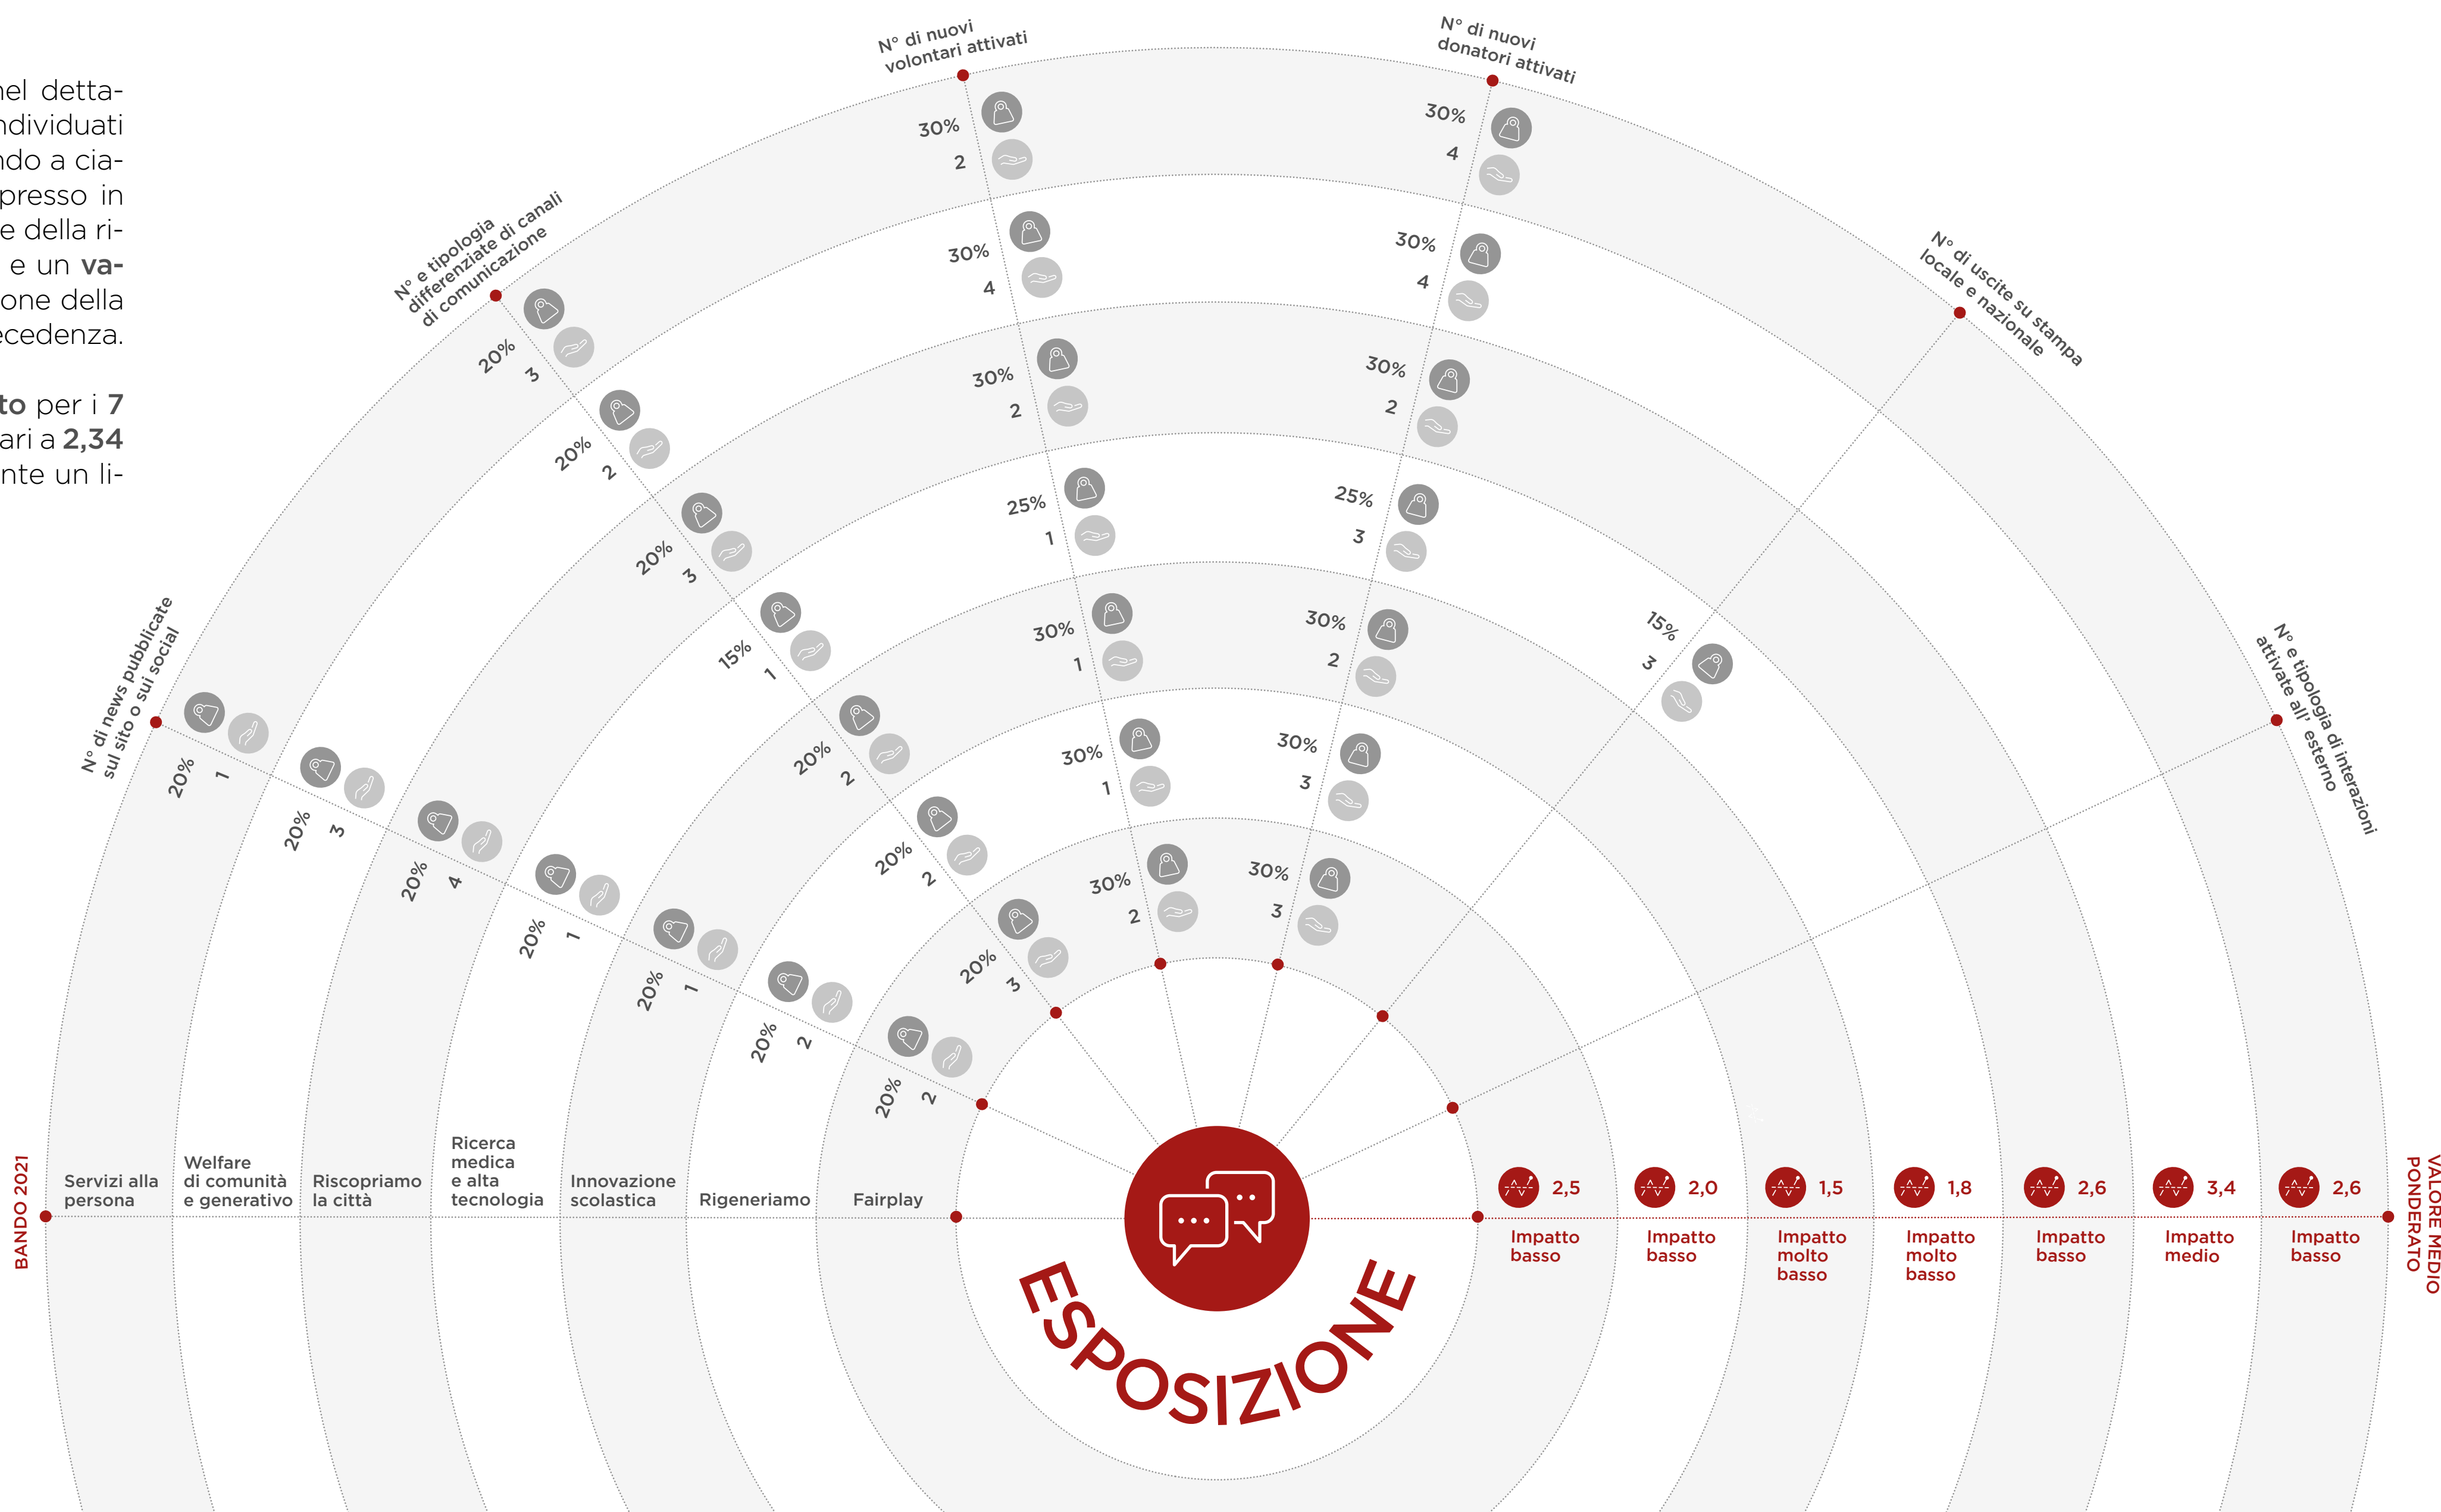 nel detta-
ndividuati
ndo a cia-
presso in
e della ri-
e un va-
one della
ecedenza.
to per i 7
ari a 2,34
nte un li-
N° di news pubblicate
sul sito o sui social
20%
1
20%
3
20%
4
20%
1
20%
1
20%
2
20%
2
N° e tipologia
differenziate di canali
di comunicazione
20%
3
20%
2
20%
3
15%
1
20%
2
20%
2
20%
3
N° di nuovi
volontari attivati
30%
2
30%
4
30%
2
25%
1
30%
1
30%
1
30%
2
N° di nuovi
donatori attivati
30%
4
30%
4
30%
2
25%
3
30%
2
30%
3
30%
3
N° di uscite su stampa
locale e nazionale
15%
3
N° e tipologia di interazioni
attivate all' esterno
BANDO 2021
Servizi alla
persona
Welfare
di comunità
e generativo
Riscopriamo
la città
Ricerca
medica
e alta
tecnologia
Innovazione
scolastica
Rigeneriamo
Fairplay
ESPOSIZIONE
2,5
Impatto
basso
2,0
Impatto
basso
1,5
Impatto
molto
basso
1,8
Impatto
molto
basso
2,6
Impatto
basso
3,4
Impatto
medio
2,6
Impatto
basso
VALORE MEDIO
PONDERATO